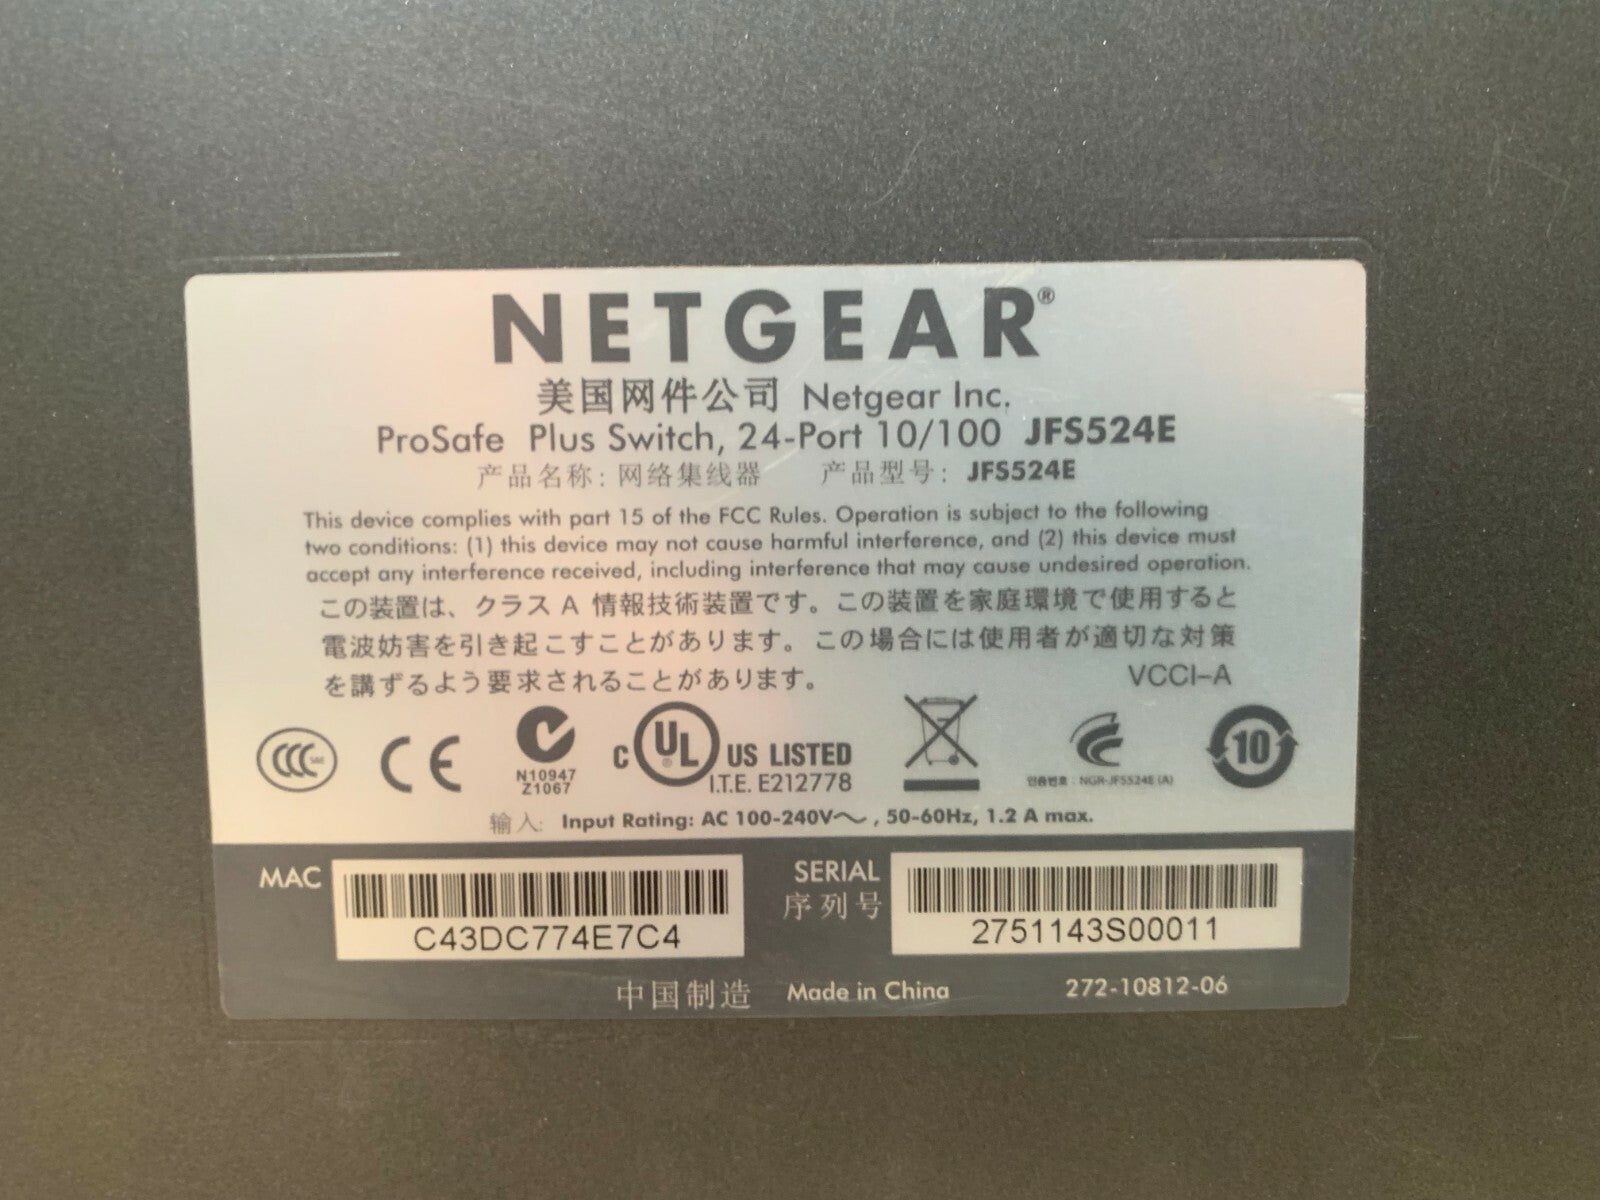 NETGEAR®
美国网件公司 Netgear Inc.
ProSafe Plus Switch, 24-Port 10/100 JFS524E
产品名称: 网络集线器 产品型号: JFS524E
This device complies with part 15 of the FCC Rules. Operation is subject to the following
two conditions: (1) this device may not cause harmful interference, and (2) this device must
accept any interference received, including interference that may cause undesired operation.
この装置は、クラス A 情報技術装置です。この装置を家庭環境で使用すると
電波妨害を引き起こすことがあります。この場合には使用者が適切な対策
を講ずるよう要求されることがあります。 VCCI-A
CCC S&E
CE
N10947
Z1067
c UL® US LISTED
I.T.E. E212778
인증번호 : NGR-JFS524E (A)
10
输入: Input Rating: AC 100-240V～, 50-60Hz, 1.2 A max.
MAC
C43DC774E7C4
SERIAL
序列号
2751143S00011
中国制造 Made in China 272-10812-06